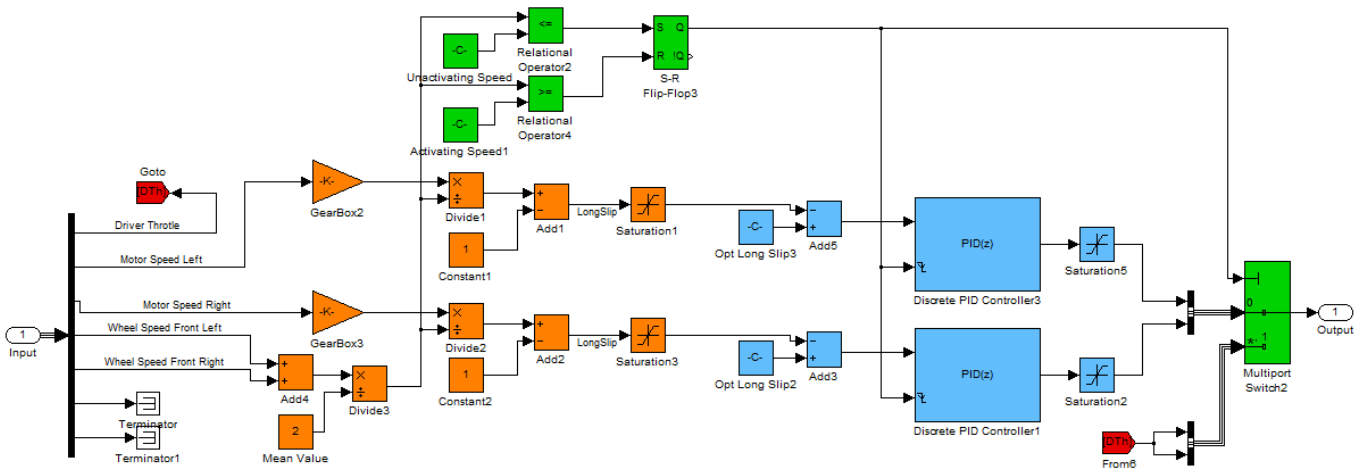 <=
-C-
Relational
Operator2
Unactivating Speed
S Q
R !Q
S-R
Flip-Flop3
>=
-C-
Relational
Operator4
Activating Speed1
Goto
[DTh]
-K-
GearBox2
Driver Throtle
Motor Speed Left
×
÷
Divide1
+
−
Add1
1
Constant1
LongSlip
Saturation1
-C-
Opt Long Slip3
−
+
Add5
PID(z)
Discrete PID Controller3
Saturation5
Motor Speed Right
-K-
GearBox3
×
÷
Divide2
+
−
Add2
1
Constant2
LongSlip
Saturation3
-C-
Opt Long Slip2
−
+
Add3
PID(z)
Discrete PID Controller1
Saturation2
0
*, 1
Multiport
Switch2
1
Output
1
Input
Wheel Speed Front Left
Wheel Speed Front Right
+
+
Add4
×
÷
Divide3
2
Mean Value
Terminator
Terminator1
[DTh]
From6